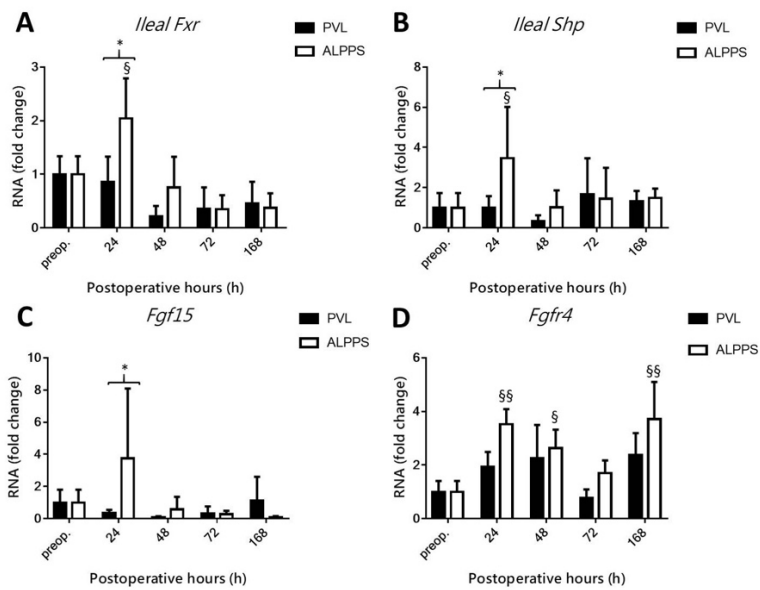 A
Ileal Fxr
PVL
ALPPS
*
§
3
2
1
0
RNA (fold change)
preop.
24
48
72
168
Postoperative hours (h)
B
Ileal Shp
PVL
ALPPS
*
§
8
6
4
2
0
RNA (fold change)
preop.
24
48
72
168
Postoperative hours (h)
C
Fgf15
PVL
ALPPS
*
10
8
6
4
2
0
RNA (fold change)
preop.
24
48
72
168
Postoperative hours (h)
D
Fgfr4
PVL
ALPPS
§§
§
§§
6
4
2
0
RNA (fold change)
preop.
24
48
72
168
Postoperative hours (h)